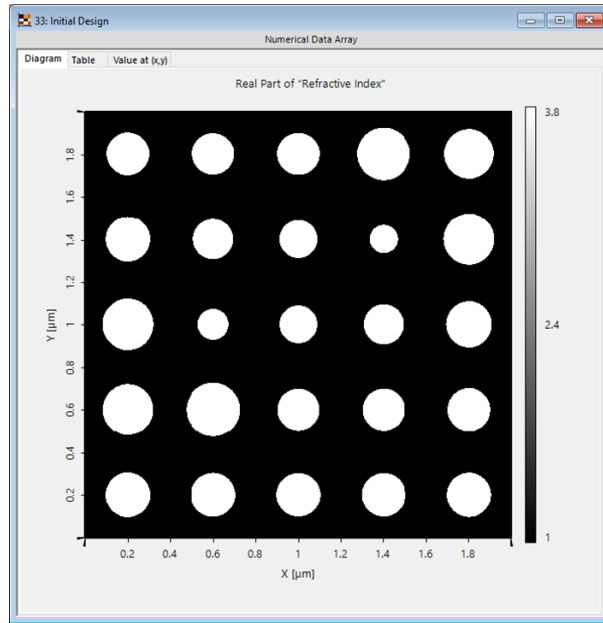 33: Initial Design
Numerical Data Array
Diagram Table Value at (x,y)
Real Part of "Refractive Index"
3.8
2.4
1
Y [µm]
1.8
1.6
1.4
1.2
1
0.8
0.6
0.4
0.2
0.2 0.4 0.6 0.8 1 1.2 1.4 1.6 1.8
X [µm]